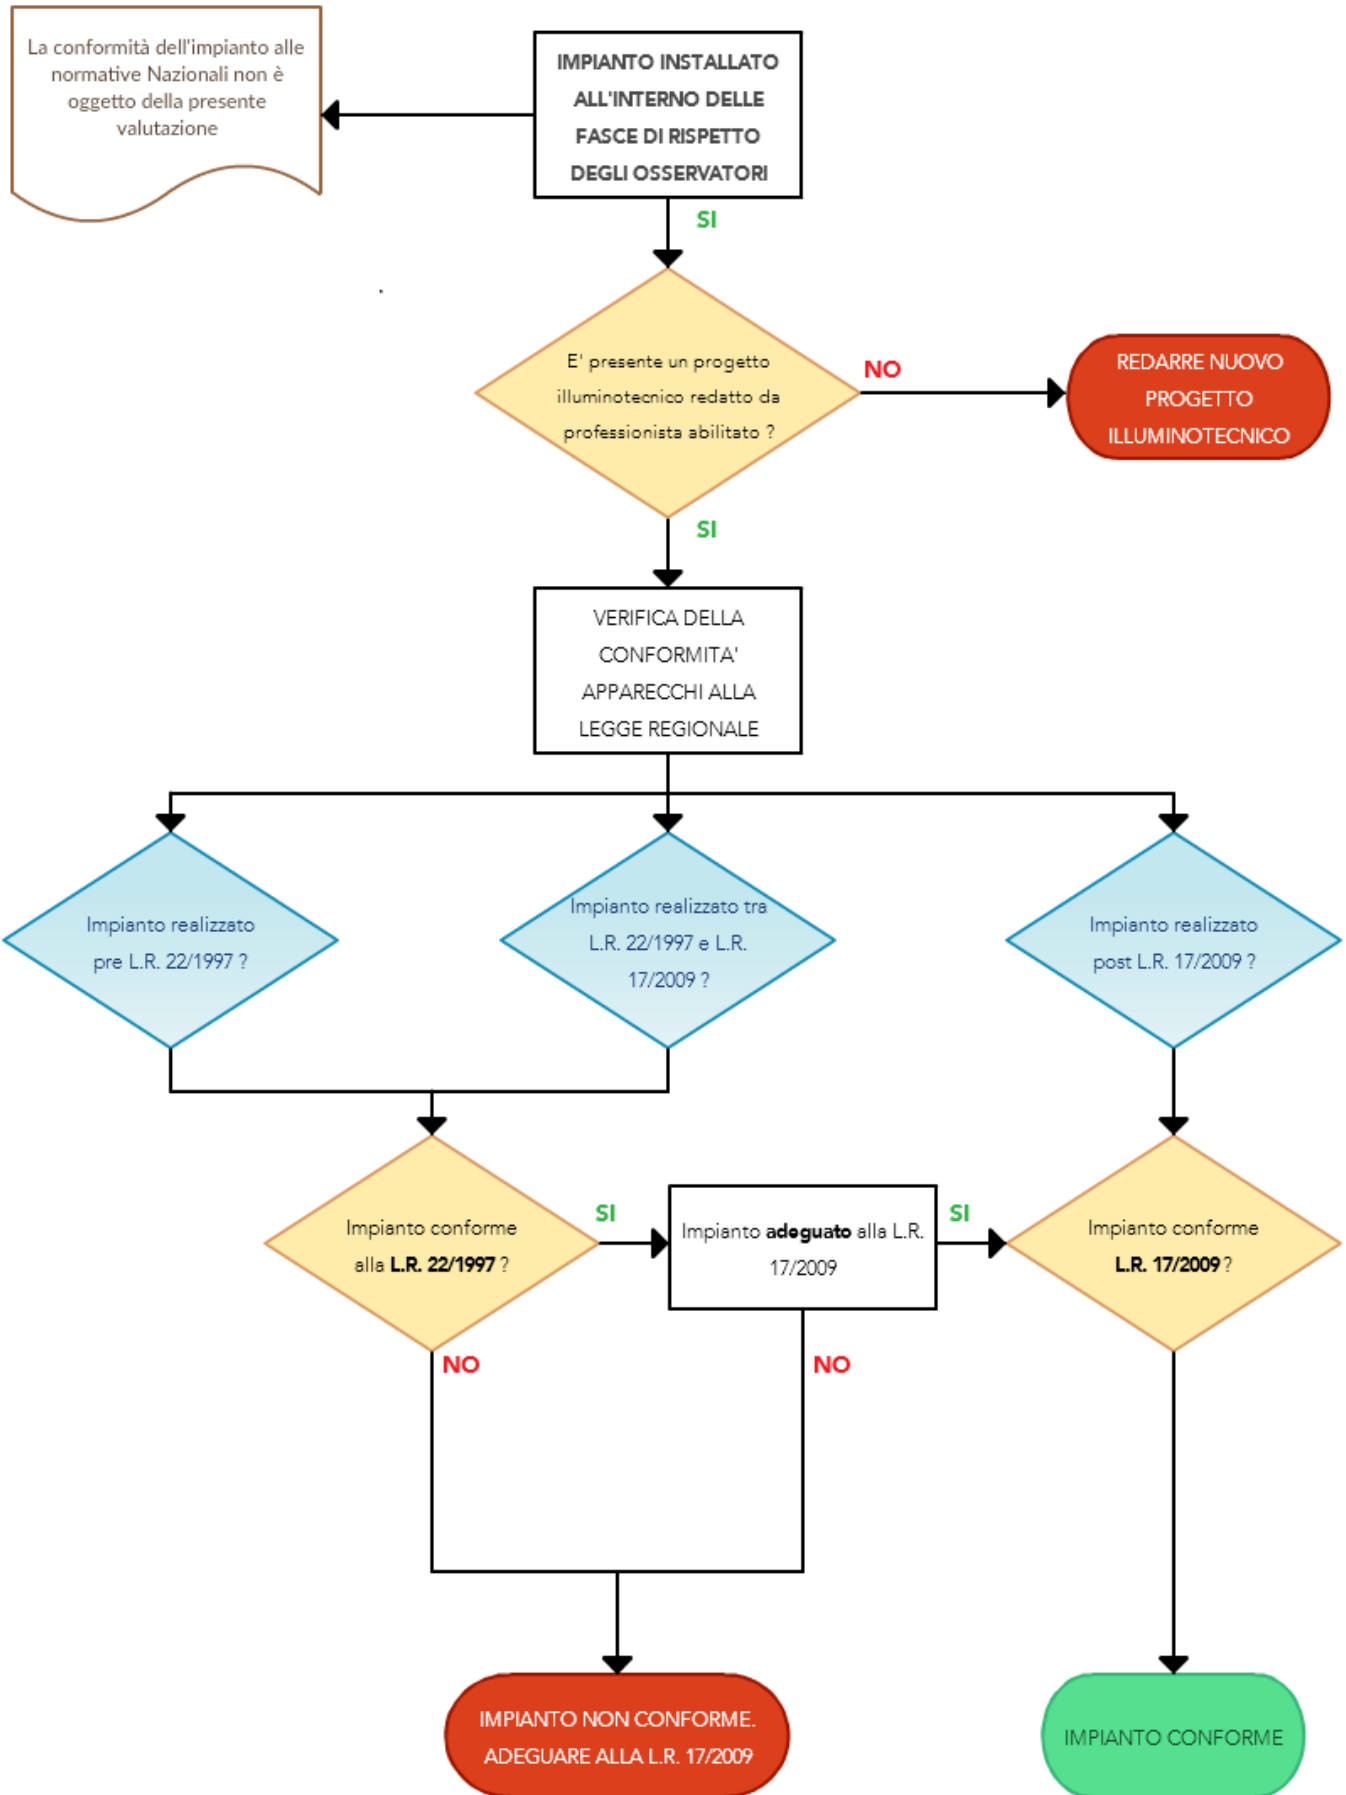 La conformità dell'impianto alle
normative Nazionali non è
oggetto della presente
valutazione
IMPIANTO INSTALLATO
ALL'INTERNO DELLE
FASCE DI RISPETTO
DEGLI OSSERVATORI
SI
E' presente un progetto
illuminotecnico redatto da
professionista abilitato ?
NO
REDARRE NUOVO
PROGETTO
ILLUMINOTECNICO
SI
VERIFICA DELLA
CONFORMITA'
APPARECCHI ALLA
LEGGE REGIONALE
Impianto realizzato
pre L.R. 22/1997 ?
Impianto realizzato tra
L.R. 22/1997 e L.R.
17/2009 ?
Impianto realizzato
post L.R. 17/2009 ?
Impianto conforme
alla L.R. 22/1997 ?
SI
Impianto adeguato alla L.R.
17/2009
SI
Impianto conforme
L.R. 17/2009 ?
NO
NO
IMPIANTO NON CONFORME.
ADEGUARE ALLA L.R. 17/2009
IMPIANTO CONFORME